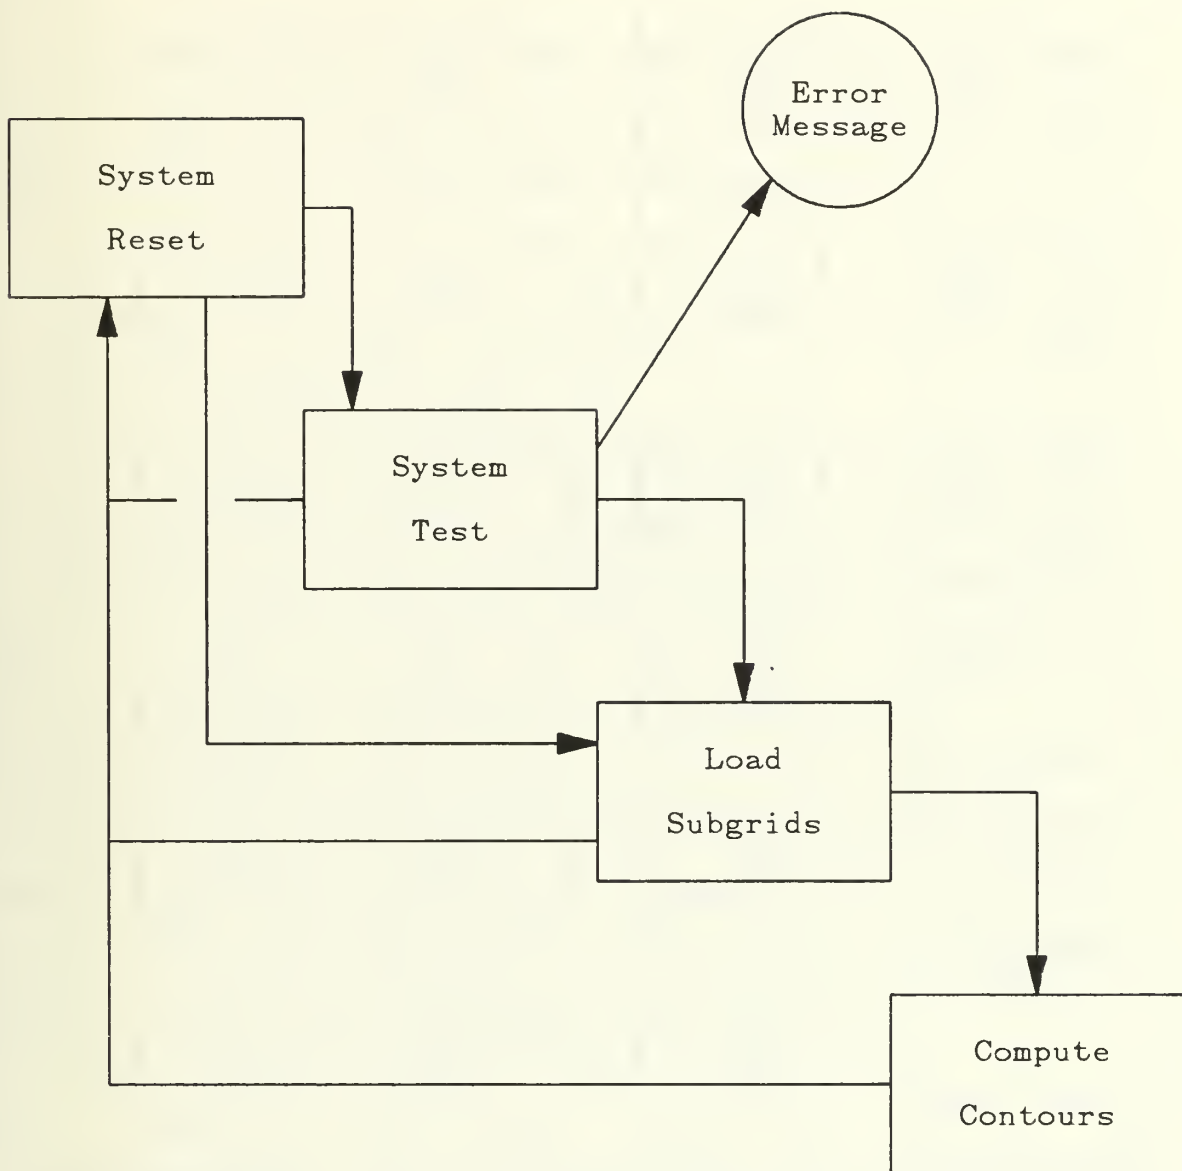 Error
Message
System
Reset
System
Test
Load
Subgrids
Compute
Contours